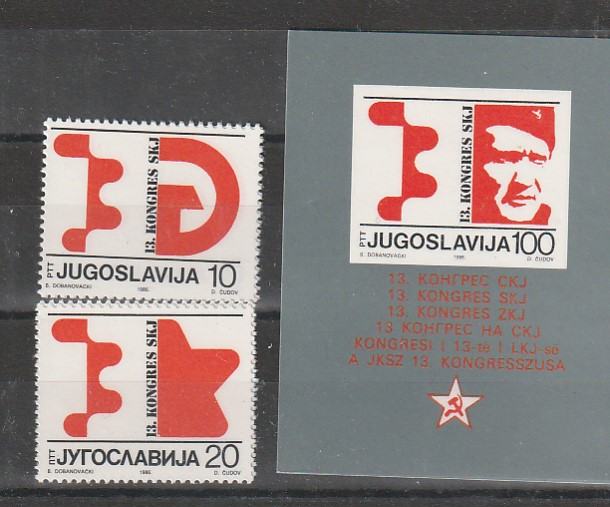 13. KONGRES SKJ
PTT JUGOSLAVIJA 10
B. DOBANOVAČKI 1986. D. ČUDOV
13. KONGRES SKJ
ПТТ ЈУГОСЛАВИЈА 20
B. DOBANOVAČKI 1986. D. ČUDOV
13. KONGRES SKJ
PTT JUGOSLAVIJA 100
B. DOBANOVAČKI 1986. D. ČUDOV
13. КОНГРЕС СКЈ
13. KONGRES SKJ
13. KONGRES ZKJ
13 КОНГРЕС НА СКЈ
KONGRESI I 13-të I LKJ-së
A JKSZ 13. KONGRESSZUSA